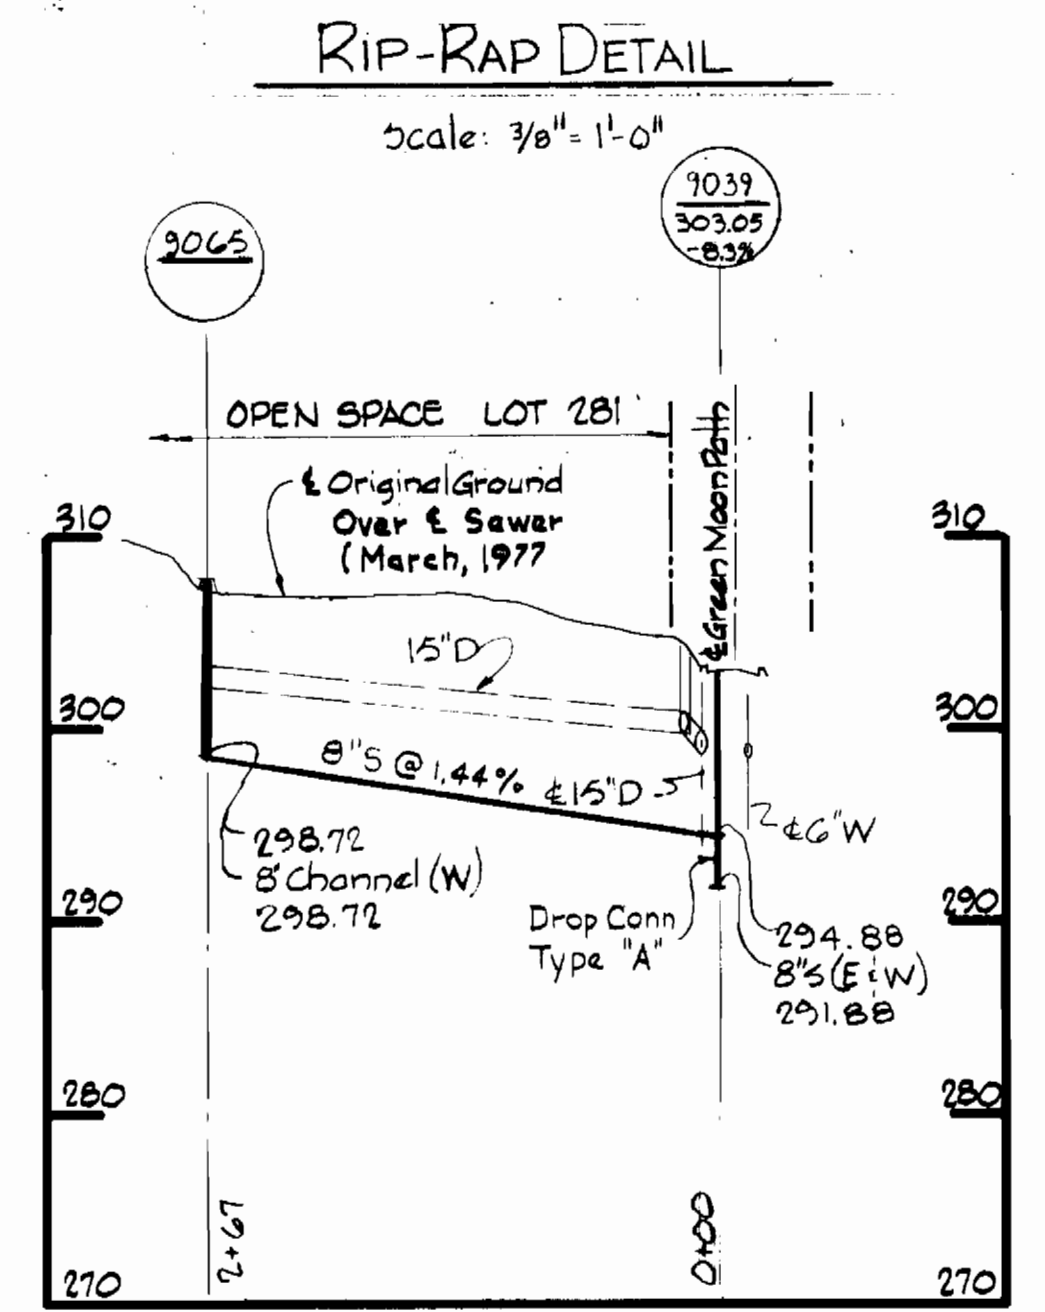 RIP-RAP DETAIL
Scale: 3/8" = 1'-0"
9039
303.05
-8.3%
9065
OPEN SPACE LOT 281
℄ Green Moon Path
℄ Original Ground
Over ℄ Sewer
(March, 1977
310
310
15"D
300
300
8"S @ 1.44%
℄15"D
℄6"W
298.72
8" Channel (W)
298.72
290
290
Drop Conn
Type "A"
294.88
8"S (E & W)
291.88
280
280
2+67
0+00
270
270